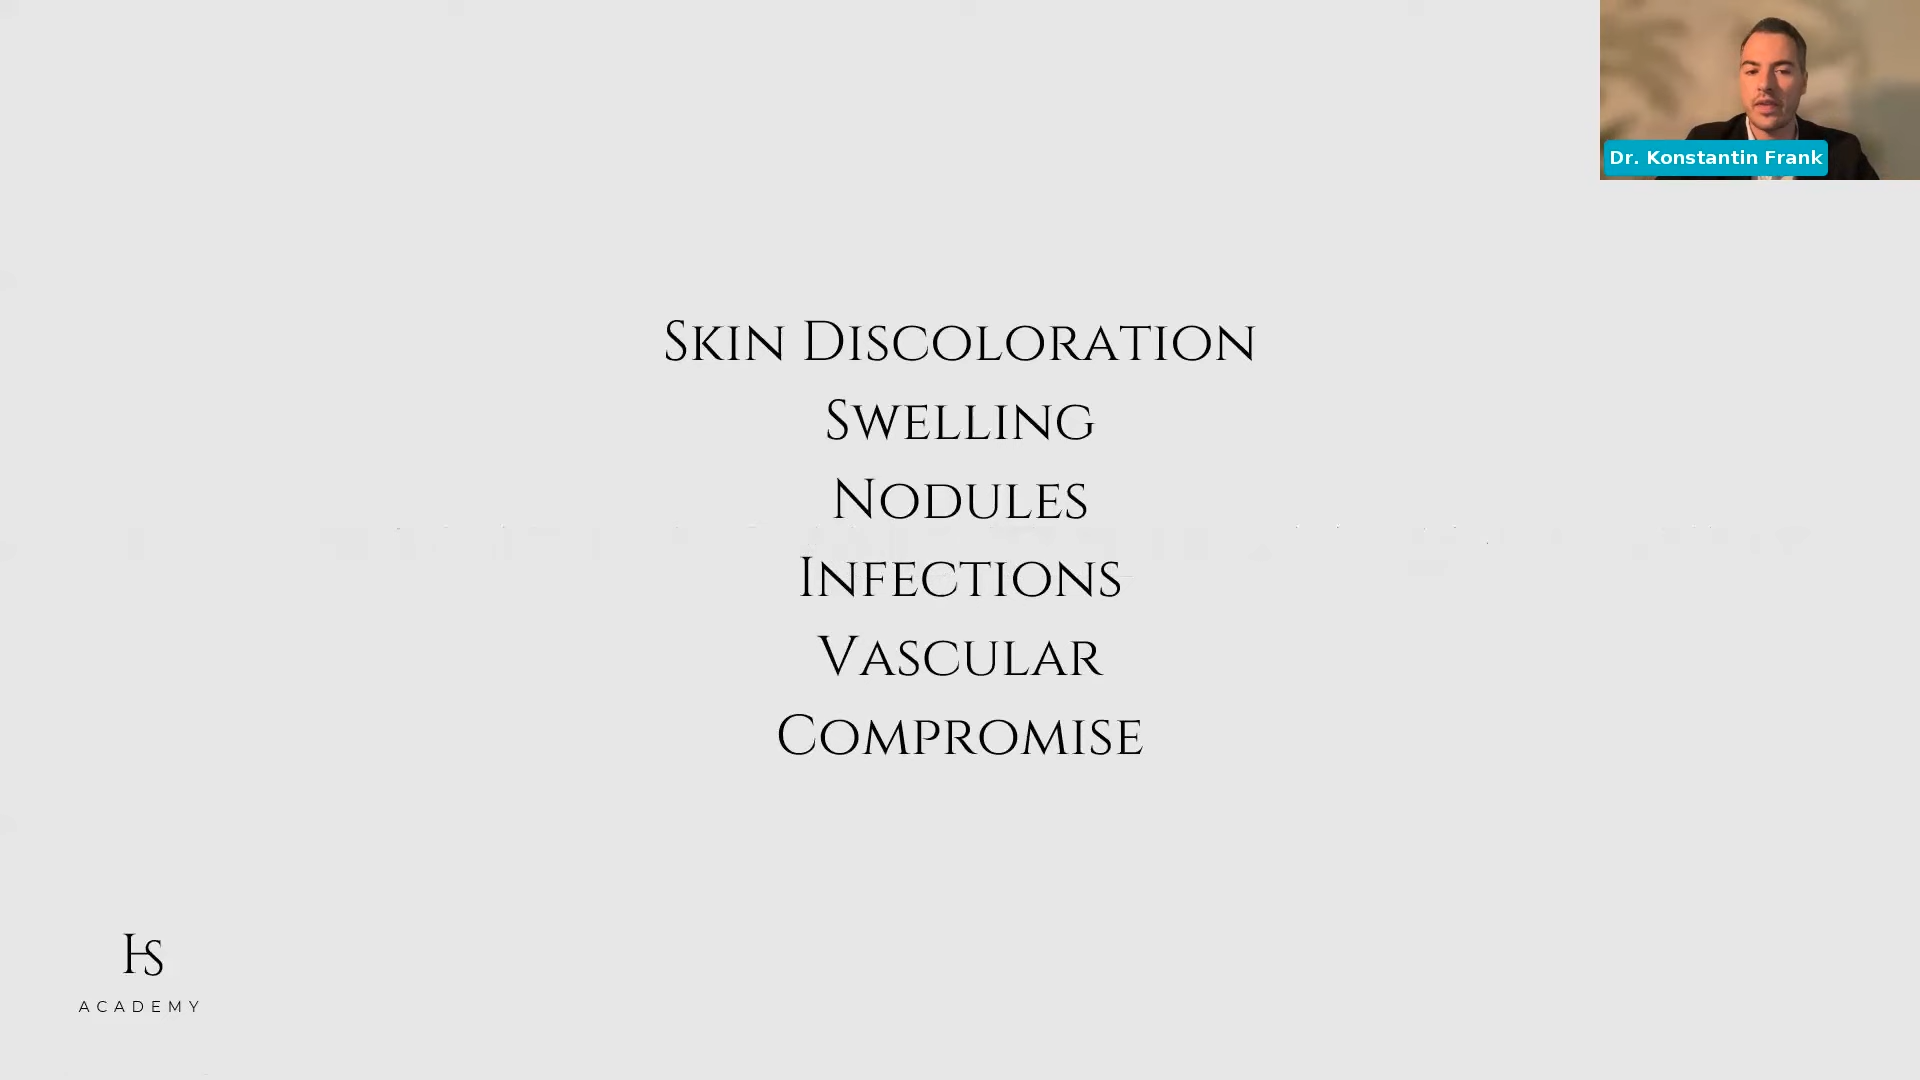 Dr. Konstantin Frank
Skin Discoloration
Swelling
Nodules
Infections
Vascular
Compromise
HS
ACADEMY